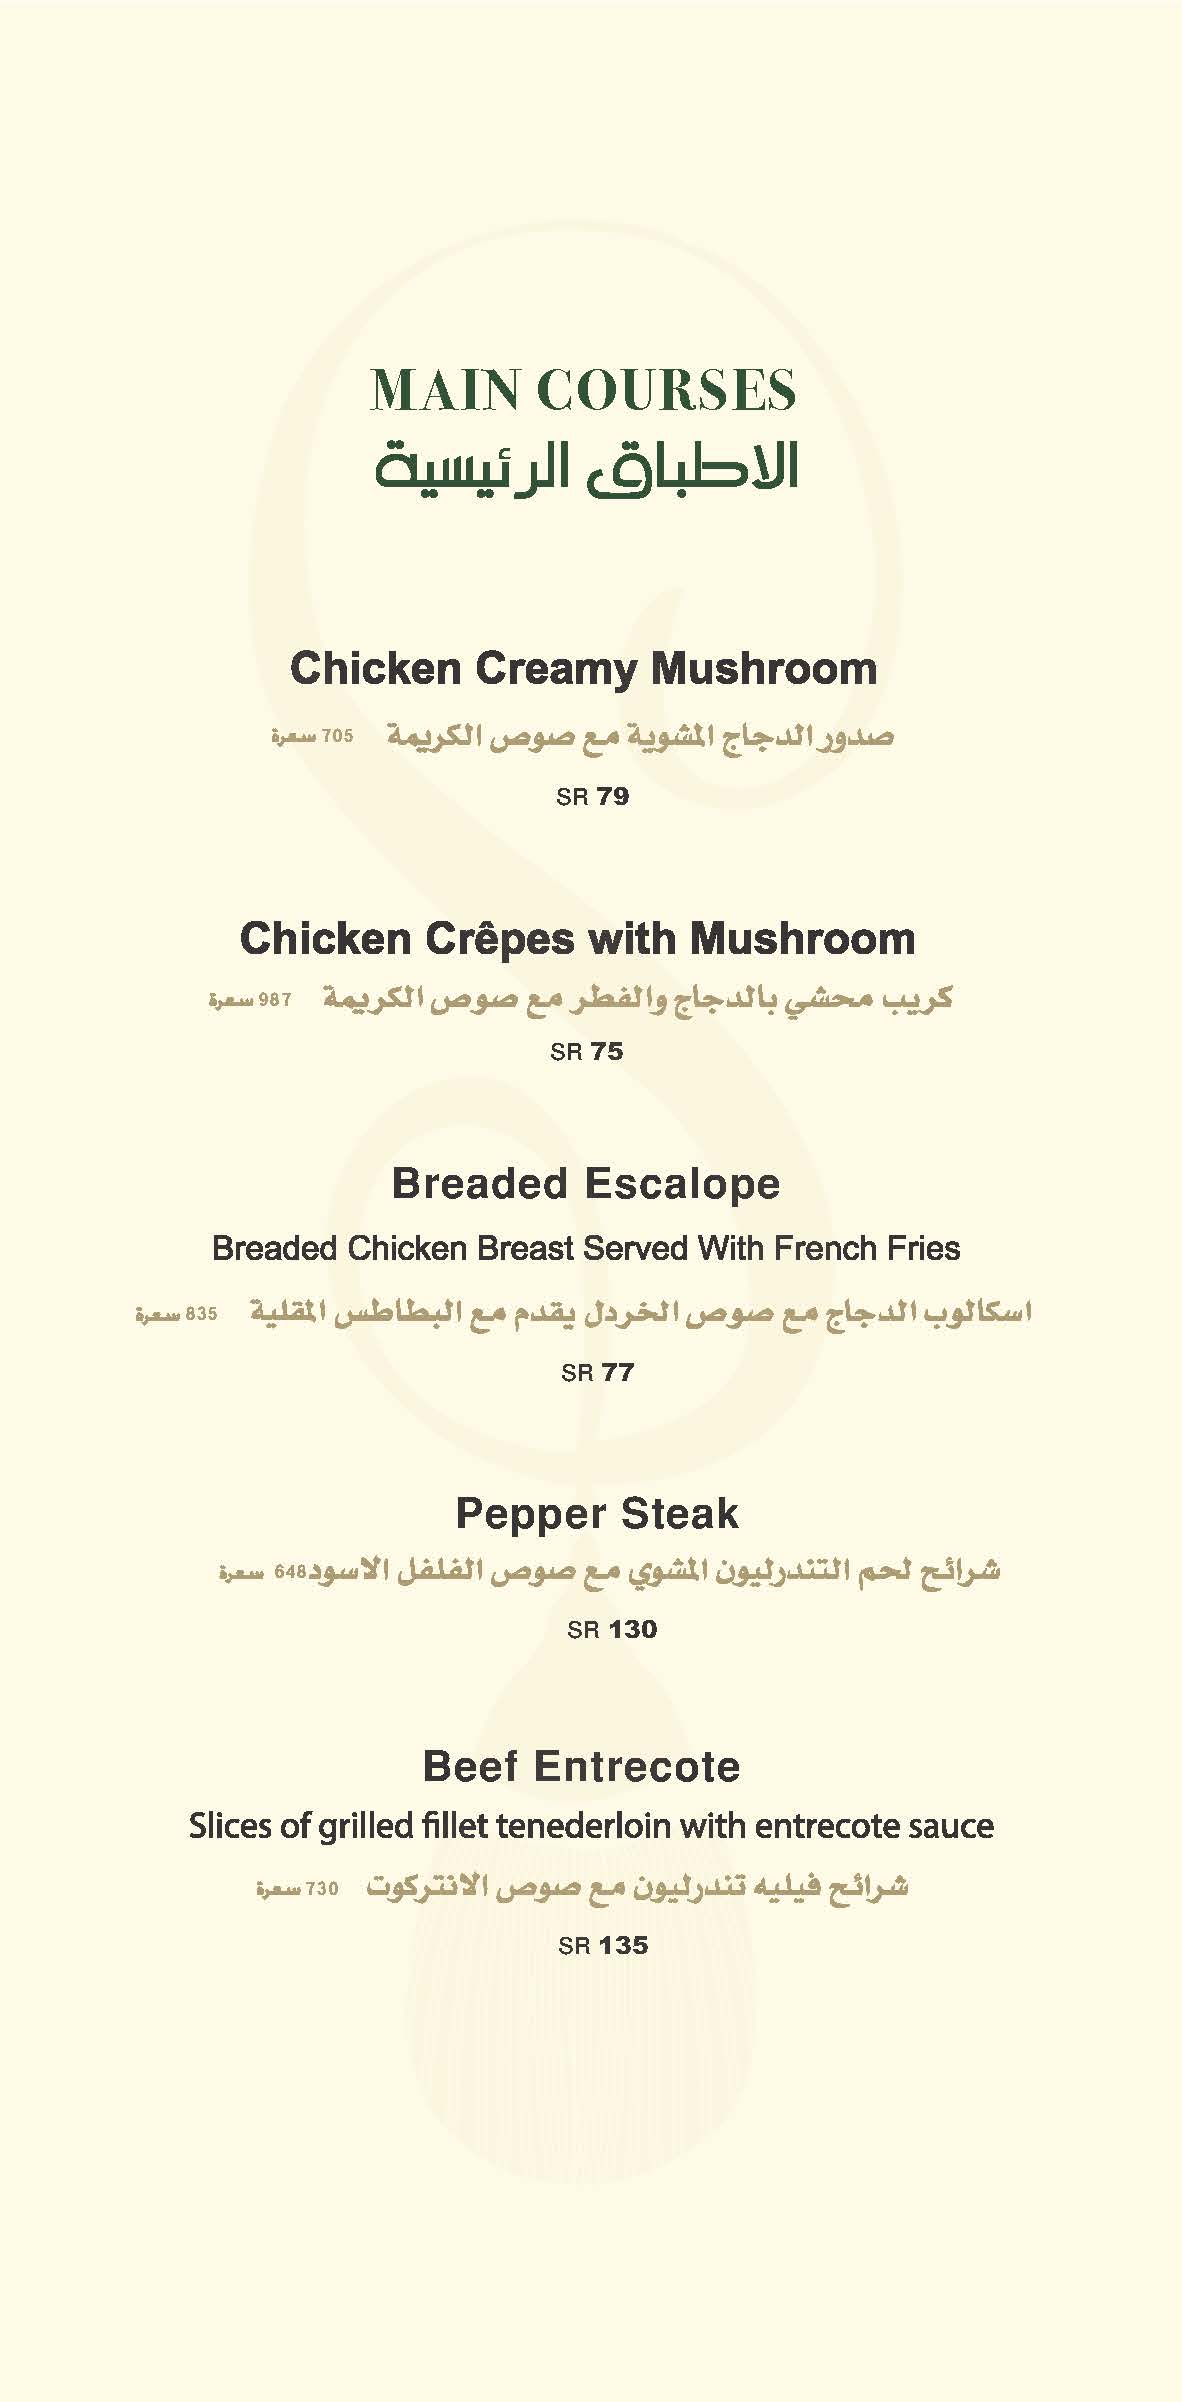 MAIN COURSES
الاطباق الرئيسية
Chicken Creamy Mushroom
صدور الدجاج المشوية مع صوص الكريمة 705 سعرة
SR 79
Chicken Crêpes with Mushroom
كريب محشي بالدجاج والفطر مع صوص الكريمة 987 سعرة
SR 75
Breaded Escalope
Breaded Chicken Breast Served With French Fries
اسكالوب الدجاج مع صوص الخردل يقدم مع البطاطس المقلية 835 سعرة
SR 77
Pepper Steak
شرائح لحم التندرليون المشوي مع صوص الفلفل الاسود 648 سعرة
SR 130
Beef Entrecote
Slices of grilled fillet tenederloin with entrecote sauce
شرائح فيليه تندرليون مع صوص الانتركوت 730 سعرة
SR 135